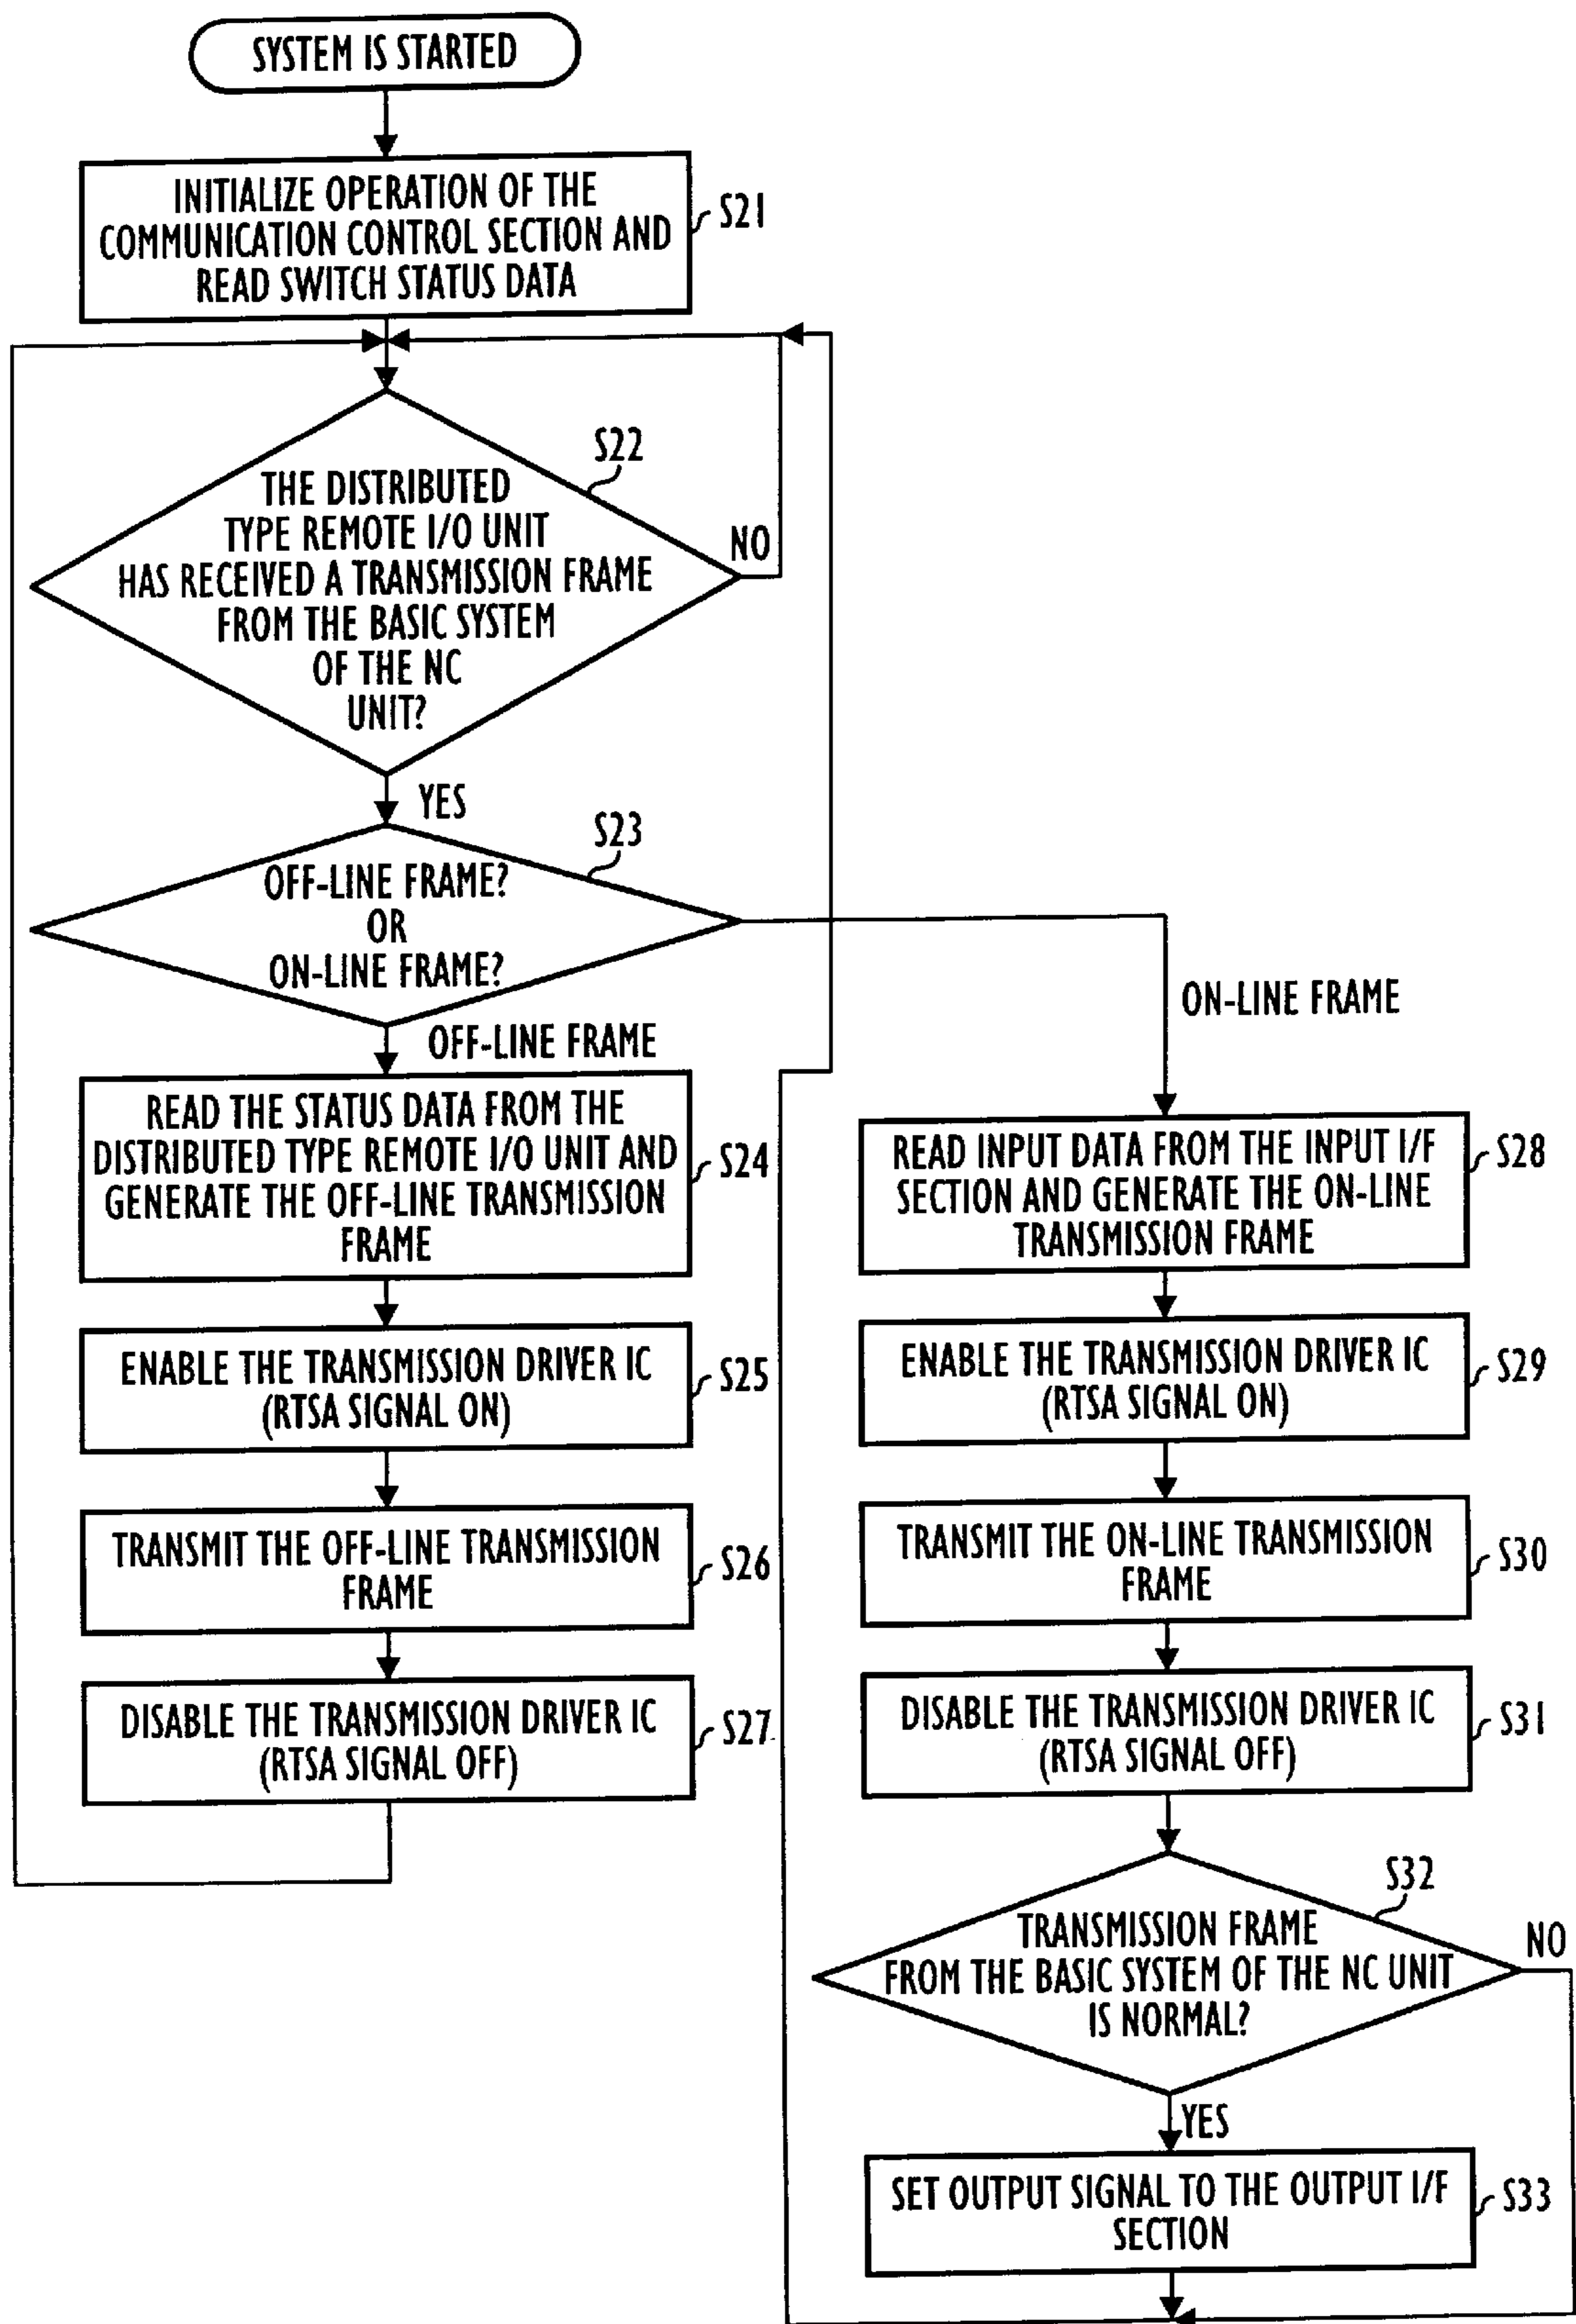 SYSTEM IS STARTED
INITIALIZE OPERATION OF THE
COMMUNICATION CONTROL SECTION AND
READ SWITCH STATUS DATA
S21
S22
THE DISTRIBUTED
TYPE REMOTE I/O UNIT
HAS RECEIVED A TRANSMISSION FRAME
FROM THE BASIC SYSTEM
OF THE NC
UNIT?
NO
YES
S23
OFF-LINE FRAME?
OR
ON-LINE FRAME?
OFF-LINE FRAME
ON-LINE FRAME
READ THE STATUS DATA FROM THE
DISTRIBUTED TYPE REMOTE I/O UNIT AND
GENERATE THE OFF-LINE TRANSMISSION
FRAME
S24
ENABLE THE TRANSMISSION DRIVER IC
(RTSA SIGNAL ON)
S25
TRANSMIT THE OFF-LINE TRANSMISSION
FRAME
S26
DISABLE THE TRANSMISSION DRIVER IC
(RTSA SIGNAL OFF)
S27
READ INPUT DATA FROM THE INPUT I/F
SECTION AND GENERATE THE ON-LINE
TRANSMISSION FRAME
S28
ENABLE THE TRANSMISSION DRIVER IC
(RTSA SIGNAL ON)
S29
TRANSMIT THE ON-LINE TRANSMISSION
FRAME
S30
DISABLE THE TRANSMISSION DRIVER IC
(RTSA SIGNAL OFF)
S31
S32
TRANSMISSION FRAME
FROM THE BASIC SYSTEM OF THE NC UNIT
IS NORMAL?
NO
YES
SET OUTPUT SIGNAL TO THE OUTPUT I/F
SECTION
S33